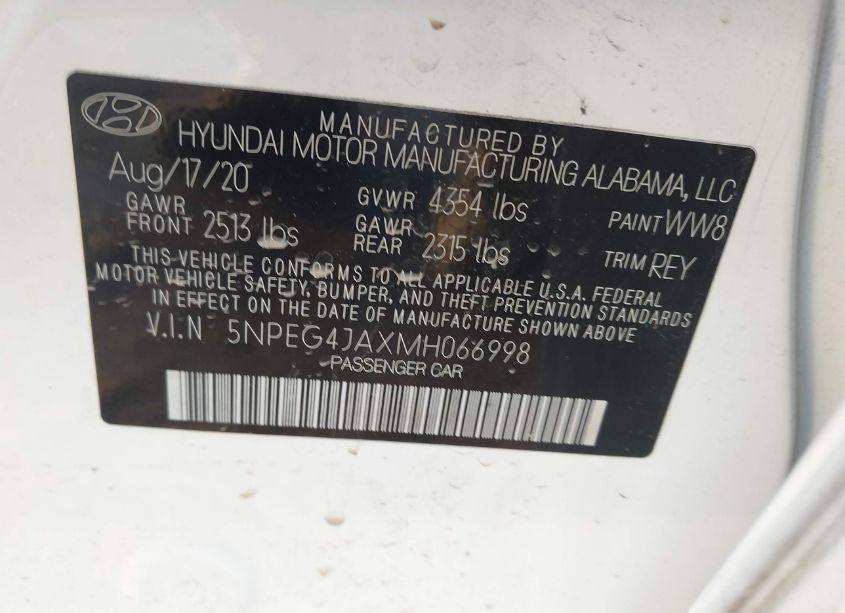 MANUFACTURED BY
HYUNDAI MOTOR MANUFACTURING ALABAMA, LLC
Aug/17/20 GVWR 4354 lbs PAINT WW8
GAWR FRONT 2513 lbs GAWR REAR 2315 lbs TRIM REY
THIS VEHICLE CONFORMS TO ALL APPLICABLE U.S.A. FEDERAL
MOTOR VEHICLE SAFETY, BUMPER, AND THEFT PREVENTION STANDARDS
IN EFFECT ON THE DATE OF MANUFACTURE SHOWN ABOVE
V.I.N 5NPEG4JAXMH066998
PASSENGER CAR